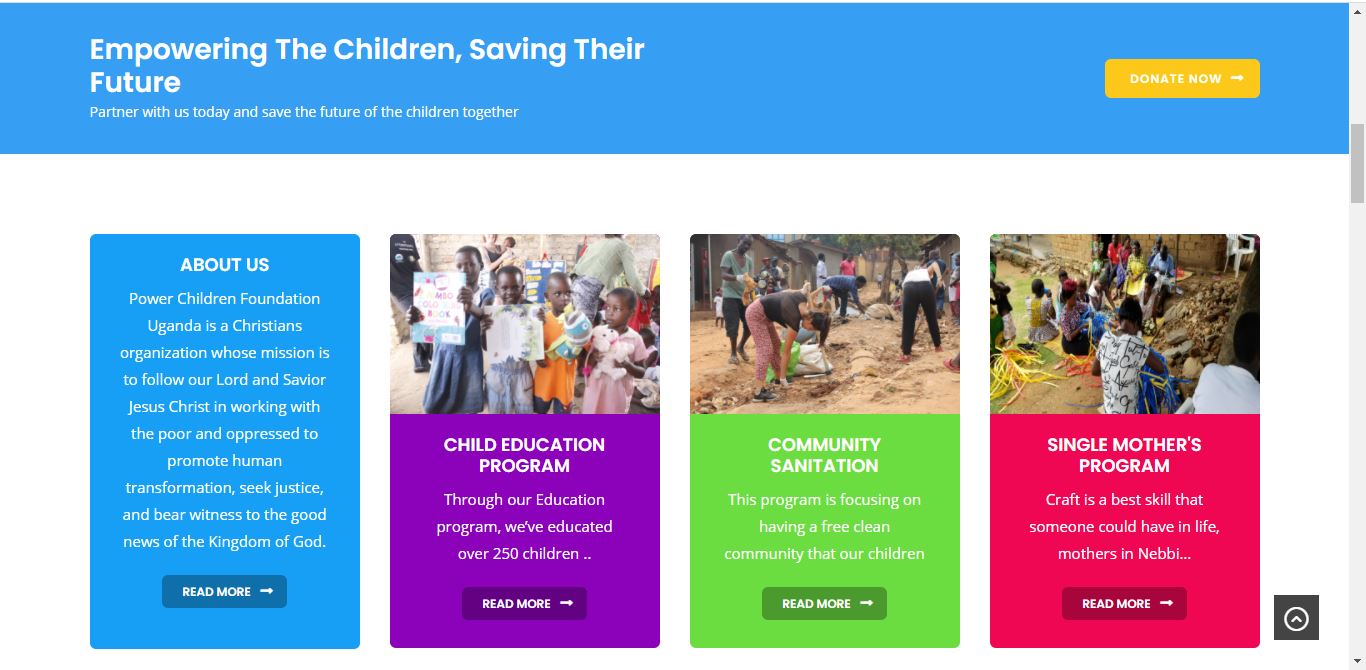 Empowering The Children, Saving Their
Future
Partner with us today and save the future of the children together
DONATE NOW
ABOUT US
Power Children Foundation
Uganda is a Christians
organization whose mission is
to follow our Lord and Savior
Jesus Christ in working with
the poor and oppressed to
promote human
transformation, seek justice,
and bear witness to the good
news of the Kingdom of God.
READ MORE
CHILD EDUCATION
PROGRAM
Through our Education
program, we’ve educated
over 250 children ..
READ MORE
COMMUNITY
SANITATION
This program is focusing on
having a free clean
community that our children
READ MORE
SINGLE MOTHER'S
PROGRAM
Craft is a best skill that
someone could have in life,
mothers in Nebbi...
READ MORE